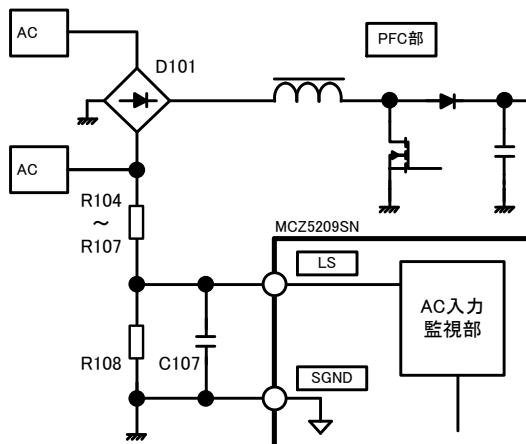 AC
PFC部
D101
AC
R104
～
R107
MCZ5209SN
LS
AC入力
監視部
R108
C107
SGND